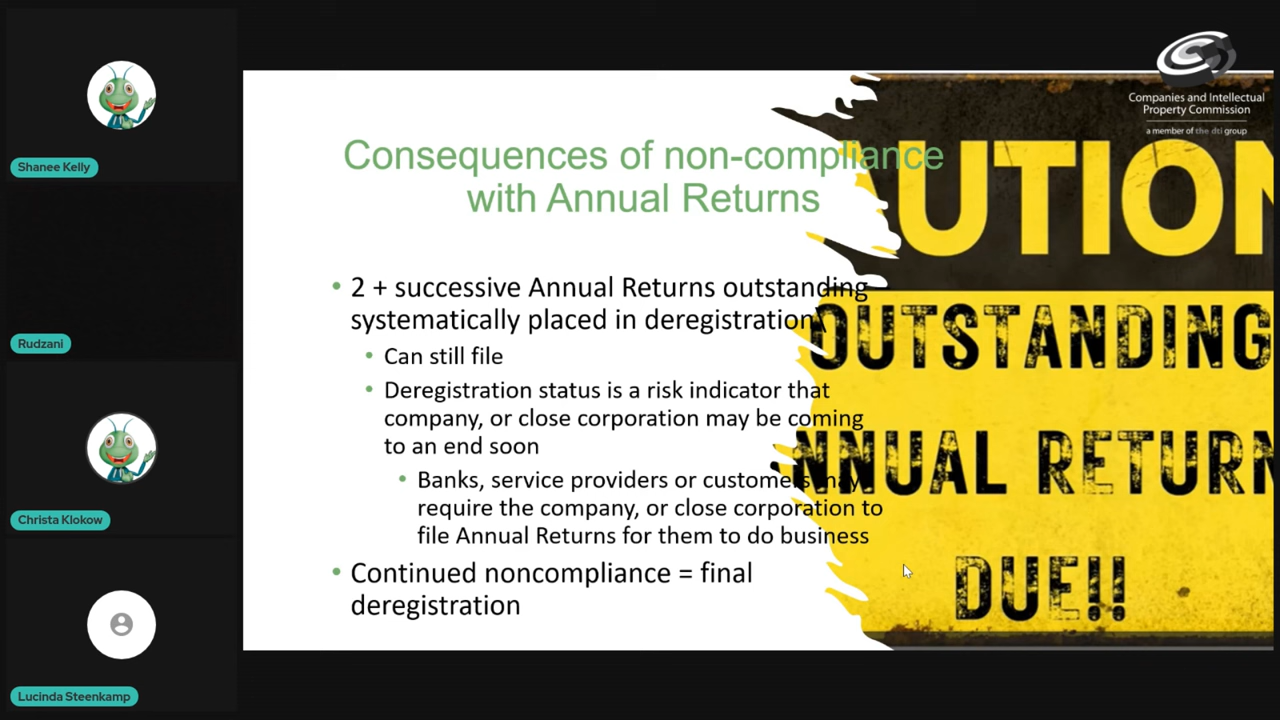 Shanee Kelly
Rudzani
Christa Klokow
Lucinda Steenkamp
Companies and Intellectual
Property Commission
a member of the dti group
Consequences of non-compliance
with Annual Returns
• 2 + successive Annual Returns outstanding
systematically placed in deregistration\
• Can still file
• Deregistration status is a risk indicator that
company, or close corporation may be coming
to an end soon
• Banks, service providers or customers may
require the company, or close corporation to
file Annual Returns for them to do business
• Continued noncompliance = final
deregistration
AUTION
OUTSTANDING
NNUAL RETURN
DUE!!